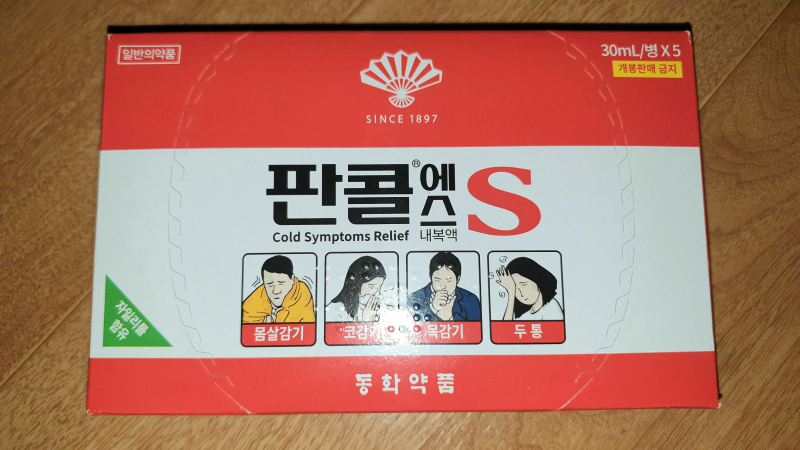 일반의약품
30mL/병 X 5
개봉판매 금지
SINCE 1897
판콜®에스 S
Cold Symptoms Relief 내복액
자일리톨
함유
몸살감기
코감기
목감기
두통
동화약품